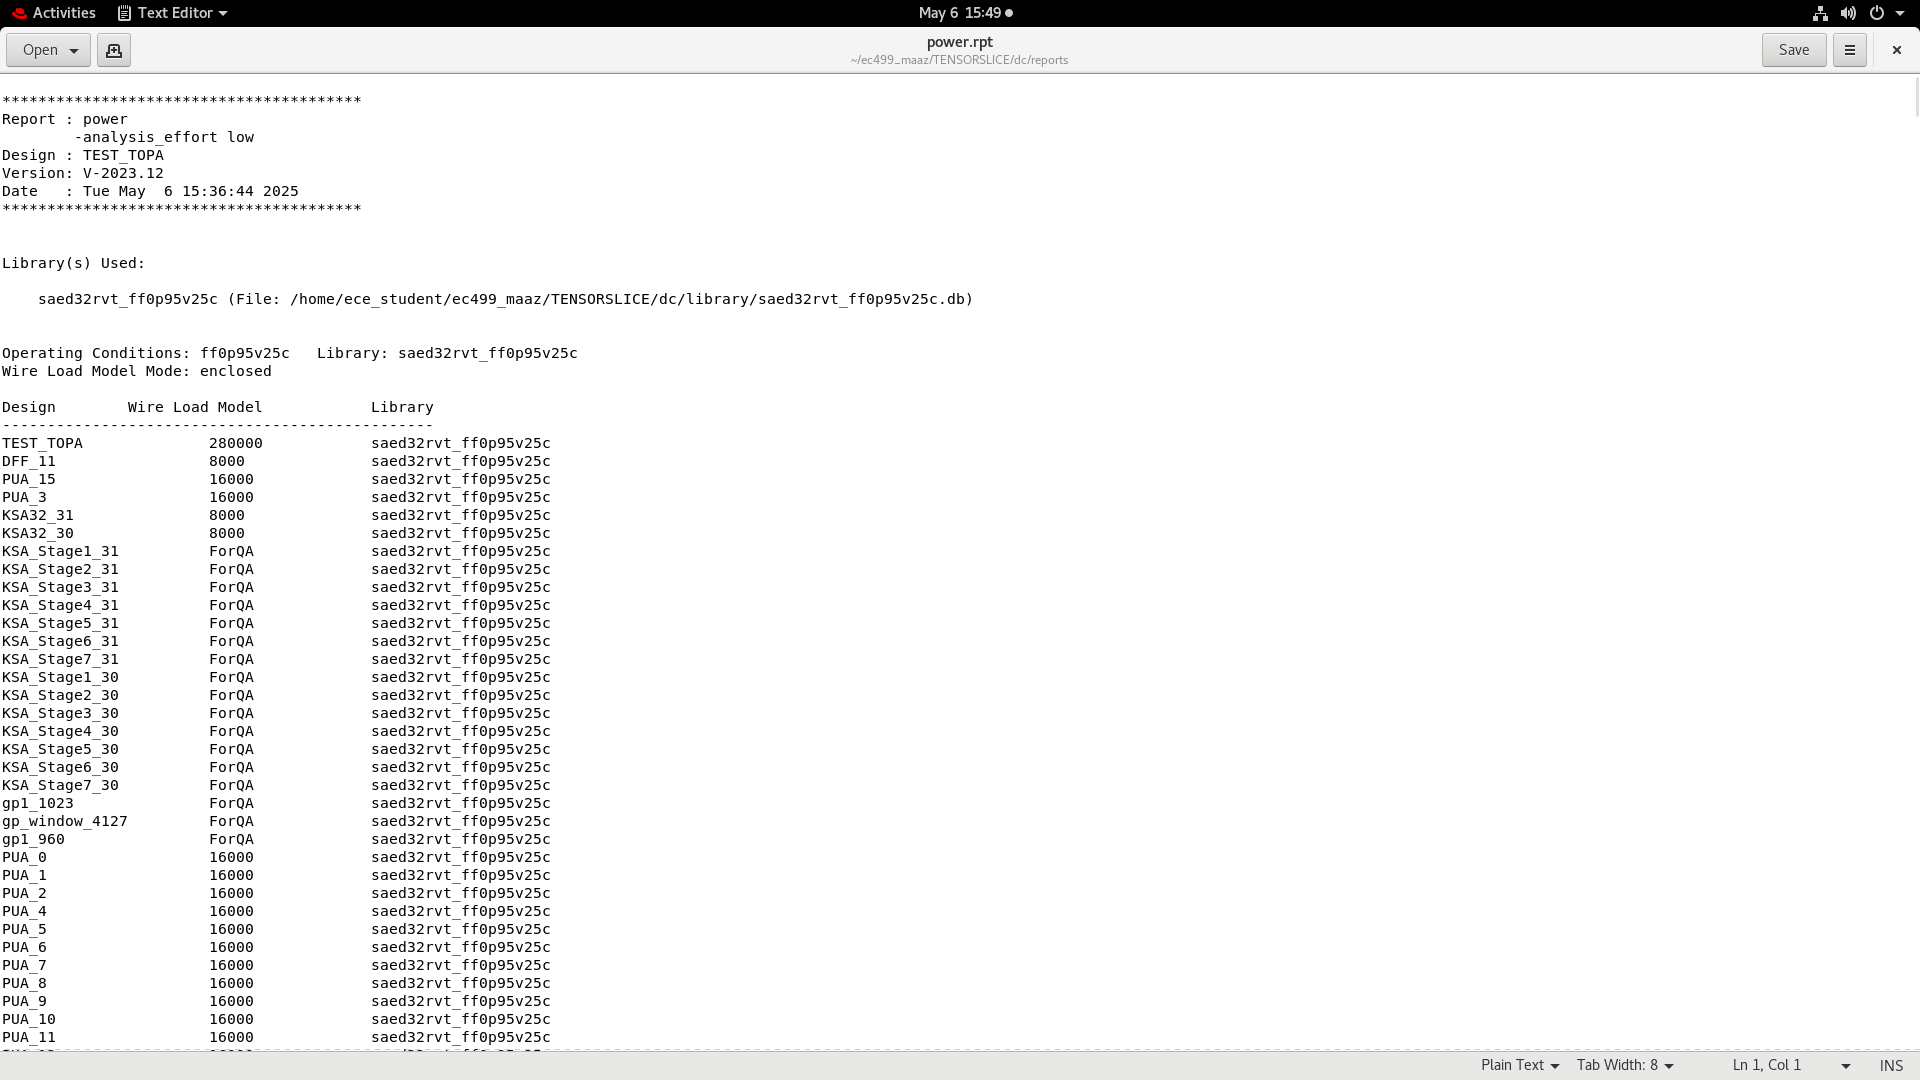 Activities Text Editor May 6 15:49
Open power.rpt Save
~/ec499_maaz/TENSORSLICE/dc/reports
****************************************
Report : power
        -analysis_effort low
Design : TEST_TOPA
Version: V-2023.12
Date   : Tue May  6 15:36:44 2025
****************************************
Library(s) Used:
    saed32rvt_ff0p95v25c (File: /home/ece_student/ec499_maaz/TENSORSLICE/dc/library/saed32rvt_ff0p95v25c.db)
Operating Conditions: ff0p95v25c   Library: saed32rvt_ff0p95v25c
Wire Load Model Mode: enclosed
Design        Wire Load Model            Library
------------------------------------------------
TEST_TOPA              280000            saed32rvt_ff0p95v25c
DFF_11                 8000              saed32rvt_ff0p95v25c
PUA_15                 16000             saed32rvt_ff0p95v25c
PUA_3                  16000             saed32rvt_ff0p95v25c
KSA32_31               8000              saed32rvt_ff0p95v25c
KSA32_30               8000              saed32rvt_ff0p95v25c
KSA_Stage1_31          ForQA             saed32rvt_ff0p95v25c
KSA_Stage2_31          ForQA             saed32rvt_ff0p95v25c
KSA_Stage3_31          ForQA             saed32rvt_ff0p95v25c
KSA_Stage4_31          ForQA             saed32rvt_ff0p95v25c
KSA_Stage5_31          ForQA             saed32rvt_ff0p95v25c
KSA_Stage6_31          ForQA             saed32rvt_ff0p95v25c
KSA_Stage7_31          ForQA             saed32rvt_ff0p95v25c
KSA_Stage1_30          ForQA             saed32rvt_ff0p95v25c
KSA_Stage2_30          ForQA             saed32rvt_ff0p95v25c
KSA_Stage3_30          ForQA             saed32rvt_ff0p95v25c
KSA_Stage4_30          ForQA             saed32rvt_ff0p95v25c
KSA_Stage5_30          ForQA             saed32rvt_ff0p95v25c
KSA_Stage6_30          ForQA             saed32rvt_ff0p95v25c
KSA_Stage7_30          ForQA             saed32rvt_ff0p95v25c
gp1_1023               ForQA             saed32rvt_ff0p95v25c
gp_window_4127         ForQA             saed32rvt_ff0p95v25c
gp1_960                ForQA             saed32rvt_ff0p95v25c
PUA_0                  16000             saed32rvt_ff0p95v25c
PUA_1                  16000             saed32rvt_ff0p95v25c
PUA_2                  16000             saed32rvt_ff0p95v25c
PUA_4                  16000             saed32rvt_ff0p95v25c
PUA_5                  16000             saed32rvt_ff0p95v25c
PUA_6                  16000             saed32rvt_ff0p95v25c
PUA_7                  16000             saed32rvt_ff0p95v25c
PUA_8                  16000             saed32rvt_ff0p95v25c
PUA_9                  16000             saed32rvt_ff0p95v25c
PUA_10                 16000             saed32rvt_ff0p95v25c
PUA_11                 16000             saed32rvt_ff0p95v25c
Plain Text Tab Width: 8 Ln 1, Col 1 INS